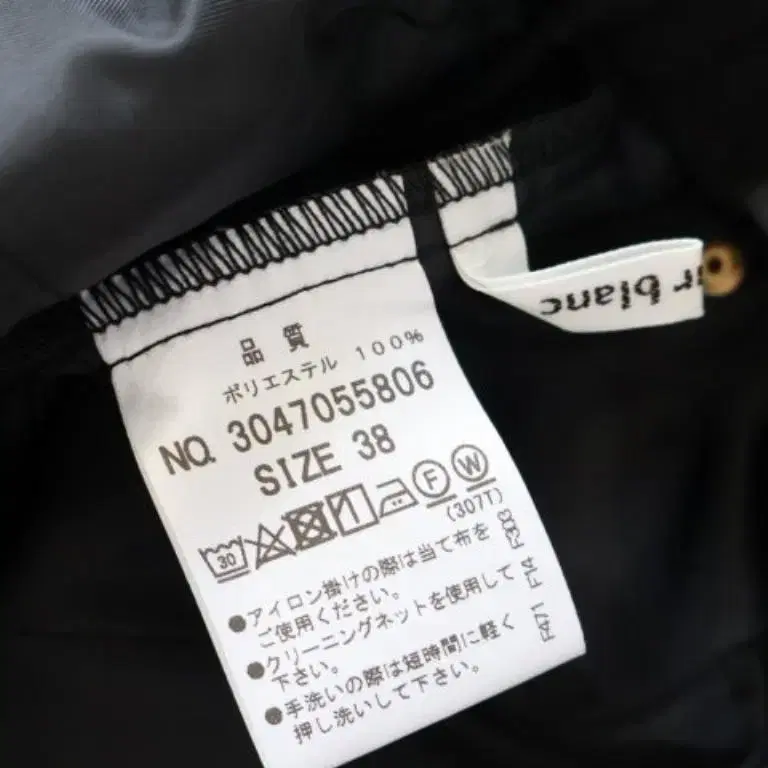 品質
ポリエステル 100%
NO. 3047055806
SIZE 38
30 F W
(307T)
●アイロン掛けの際は当て布を
ご使用ください。
●クリーニングネットを使用して
下さい。
●手洗いの際は短時間に軽く
押し洗いして下さい。
F471 F14 F303
blanc